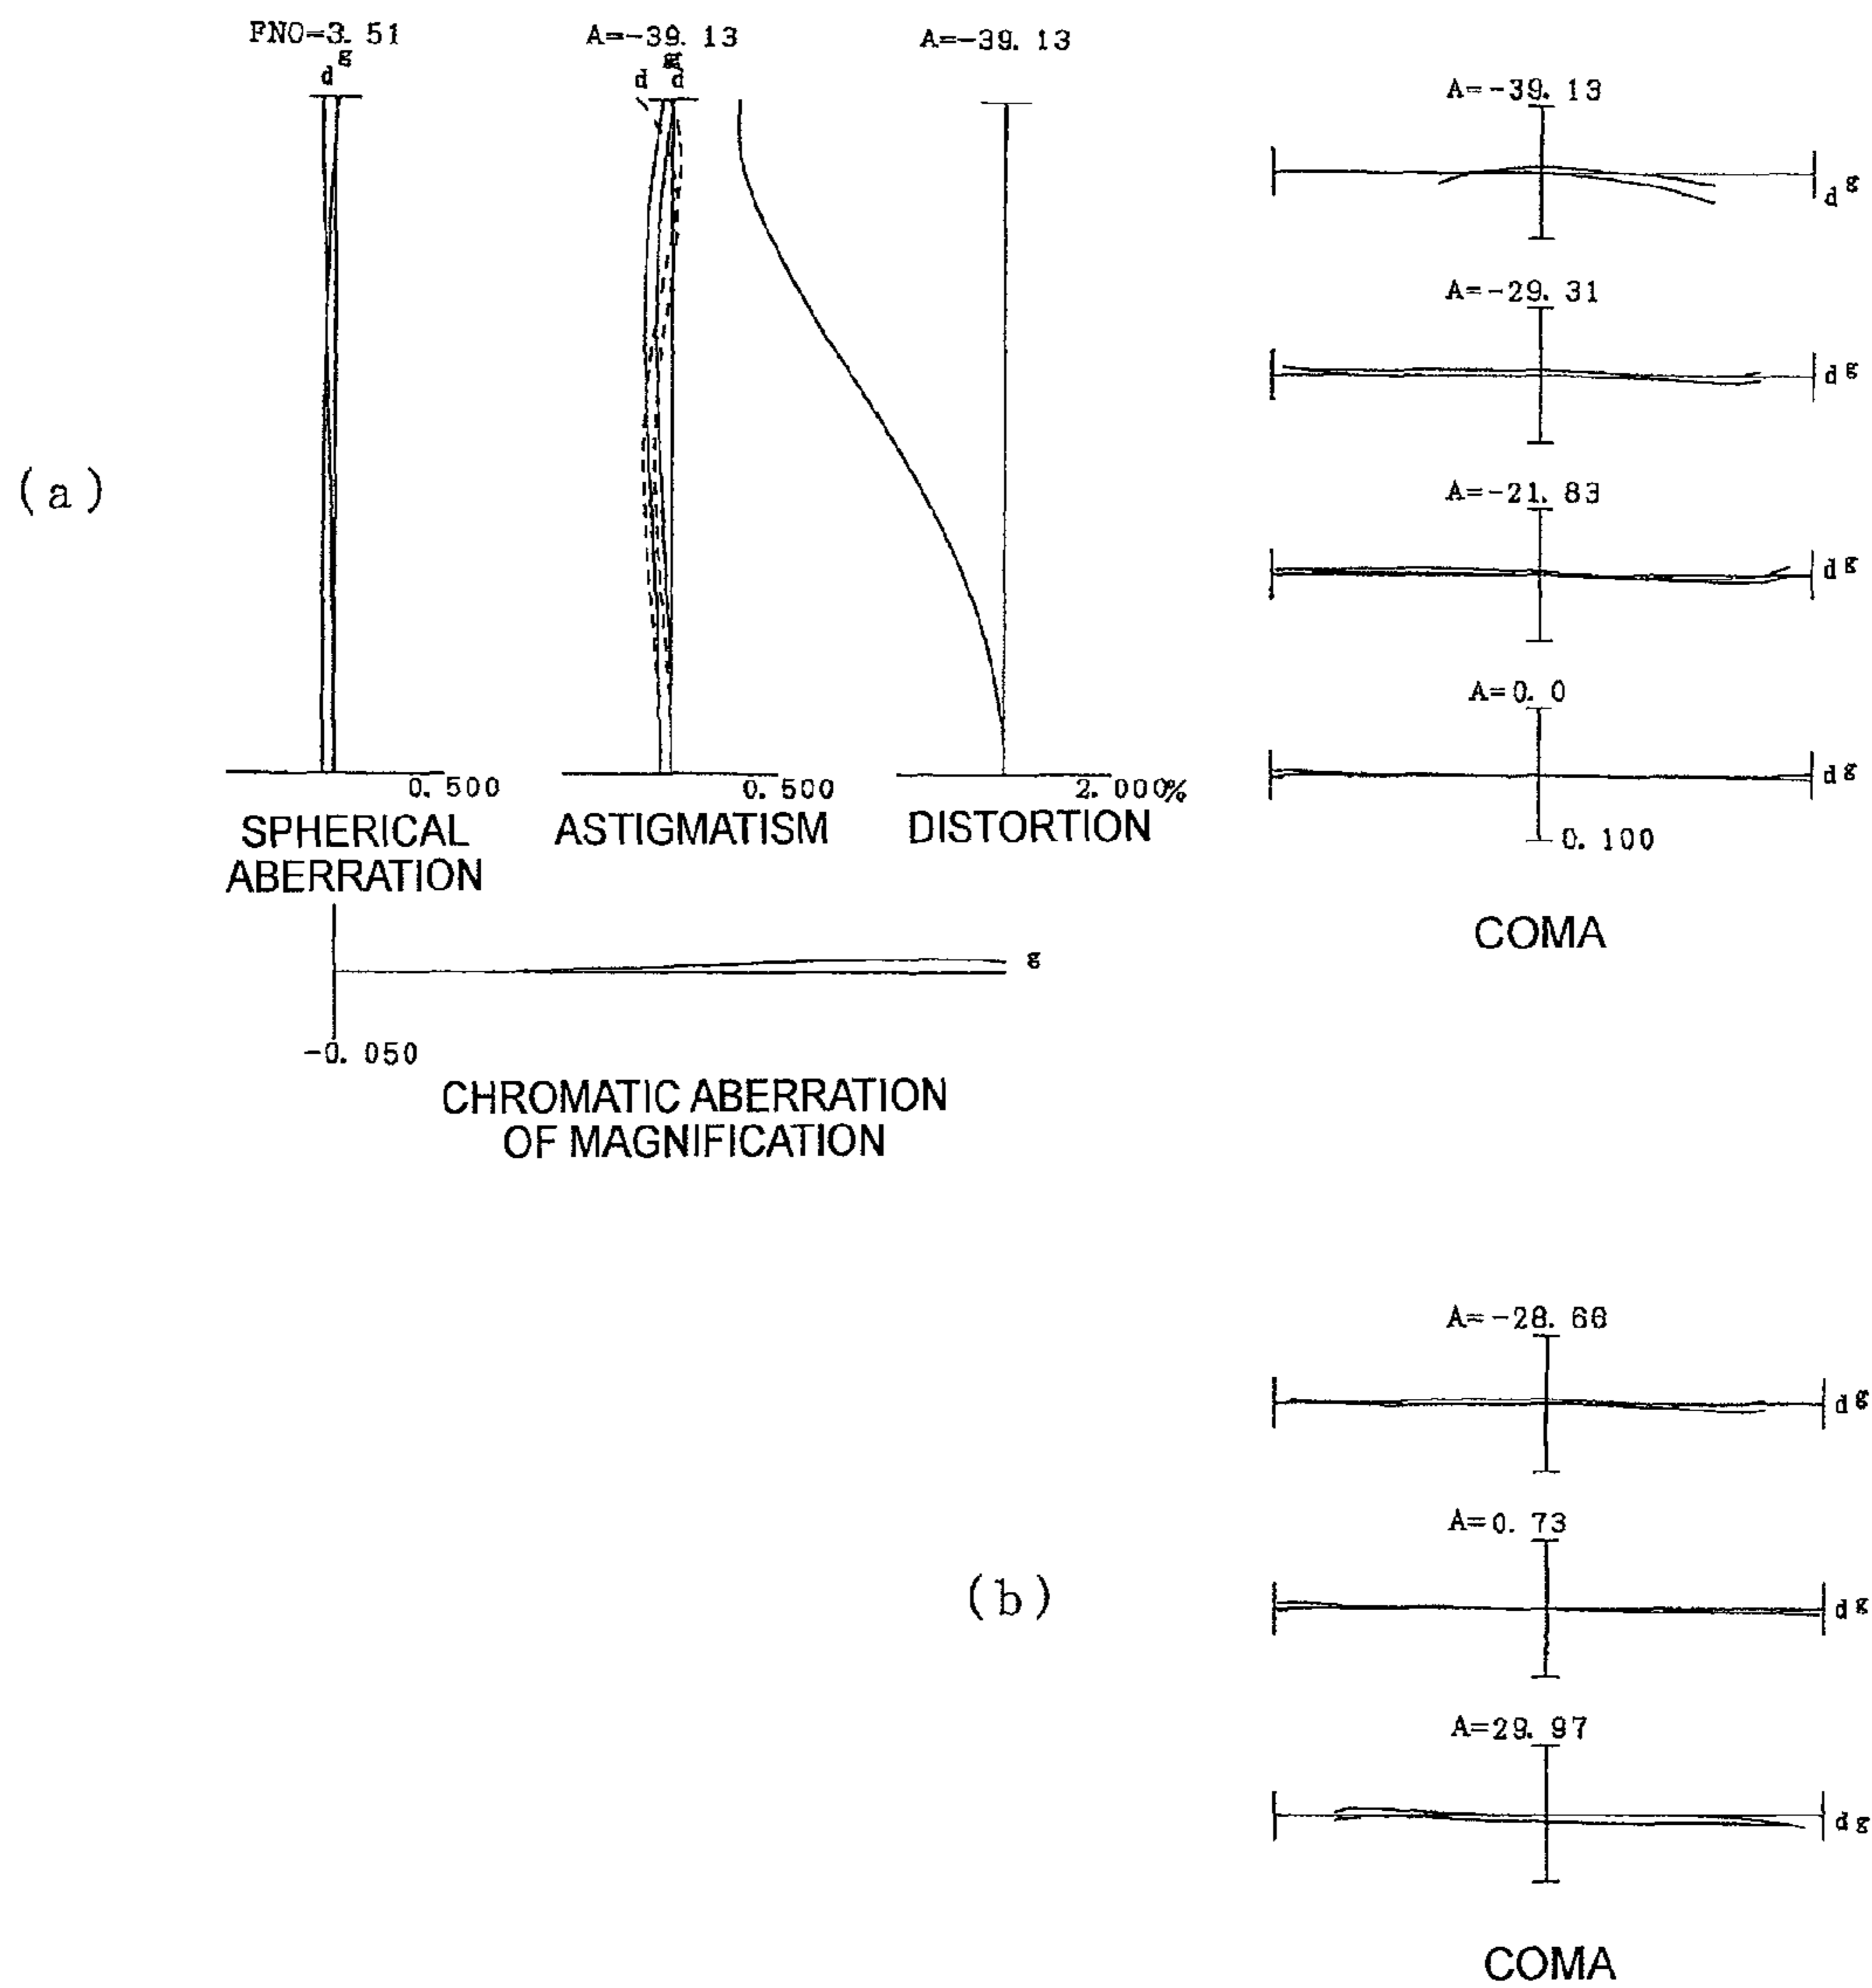 FNO=3. 51
d g
A=-39. 13
d g d
A=-39. 13
(a)
0. 500
SPHERICAL
ABERRATION
0. 500
ASTIGMATISM
2. 000%
DISTORTION
-0. 050
g
CHROMATIC ABERRATION
OF MAGNIFICATION
A=-39. 13
d g
A=-29. 31
d g
A=-21. 83
d g
A=0. 0
d g
0. 100
COMA
(b)
A=-28. 66
d g
A=0. 73
d g
A=29. 97
d g
COMA